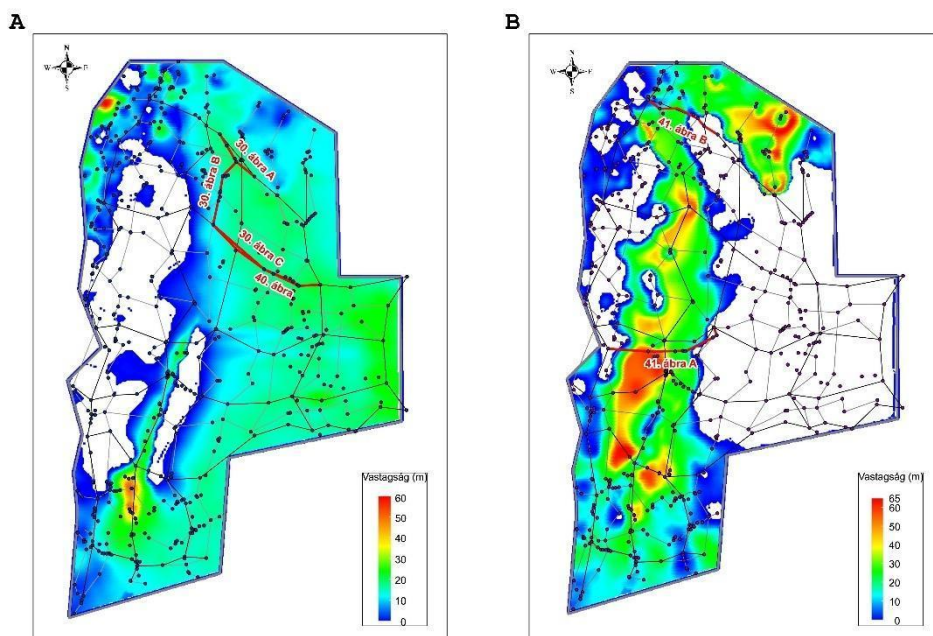 A
B
N
W E
S
30. ábra A
30. ábra B
30. ábra C
40. ábra
Vastagság (m)
60
50
40
30
20
10
0
N
W E
S
41. ábra B
41. ábra A
Vastagság (m)
65
60
50
40
30
20
10
0